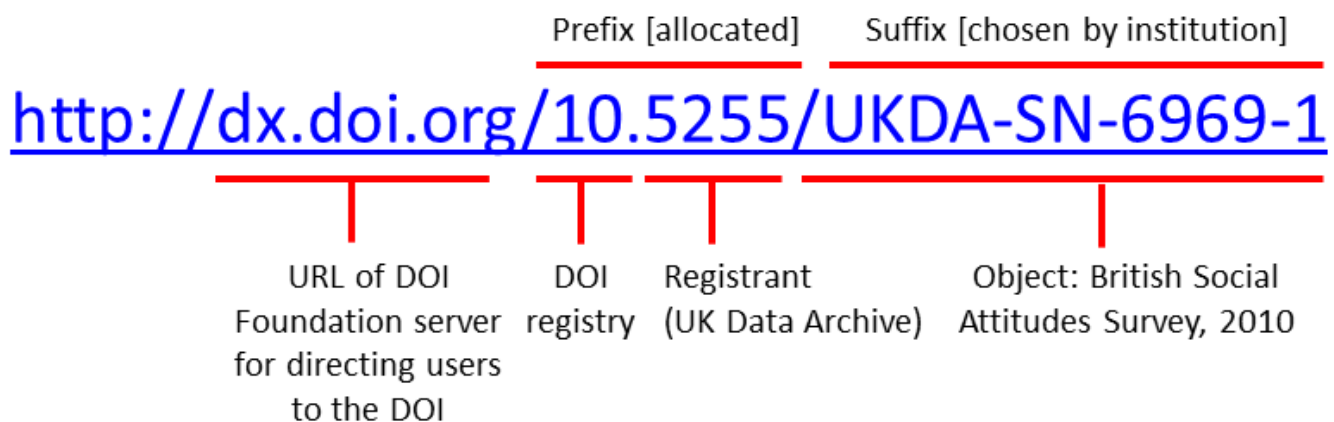 Prefix [allocated] Suffix [chosen by institution]
http://dx.doi.org/10.5255/UKDA-SN-6969-1
URL of DOI
Foundation server
for directing users
to the DOI
DOI
registry
Registrant
(UK Data Archive)
Object: British Social
Attitudes Survey, 2010